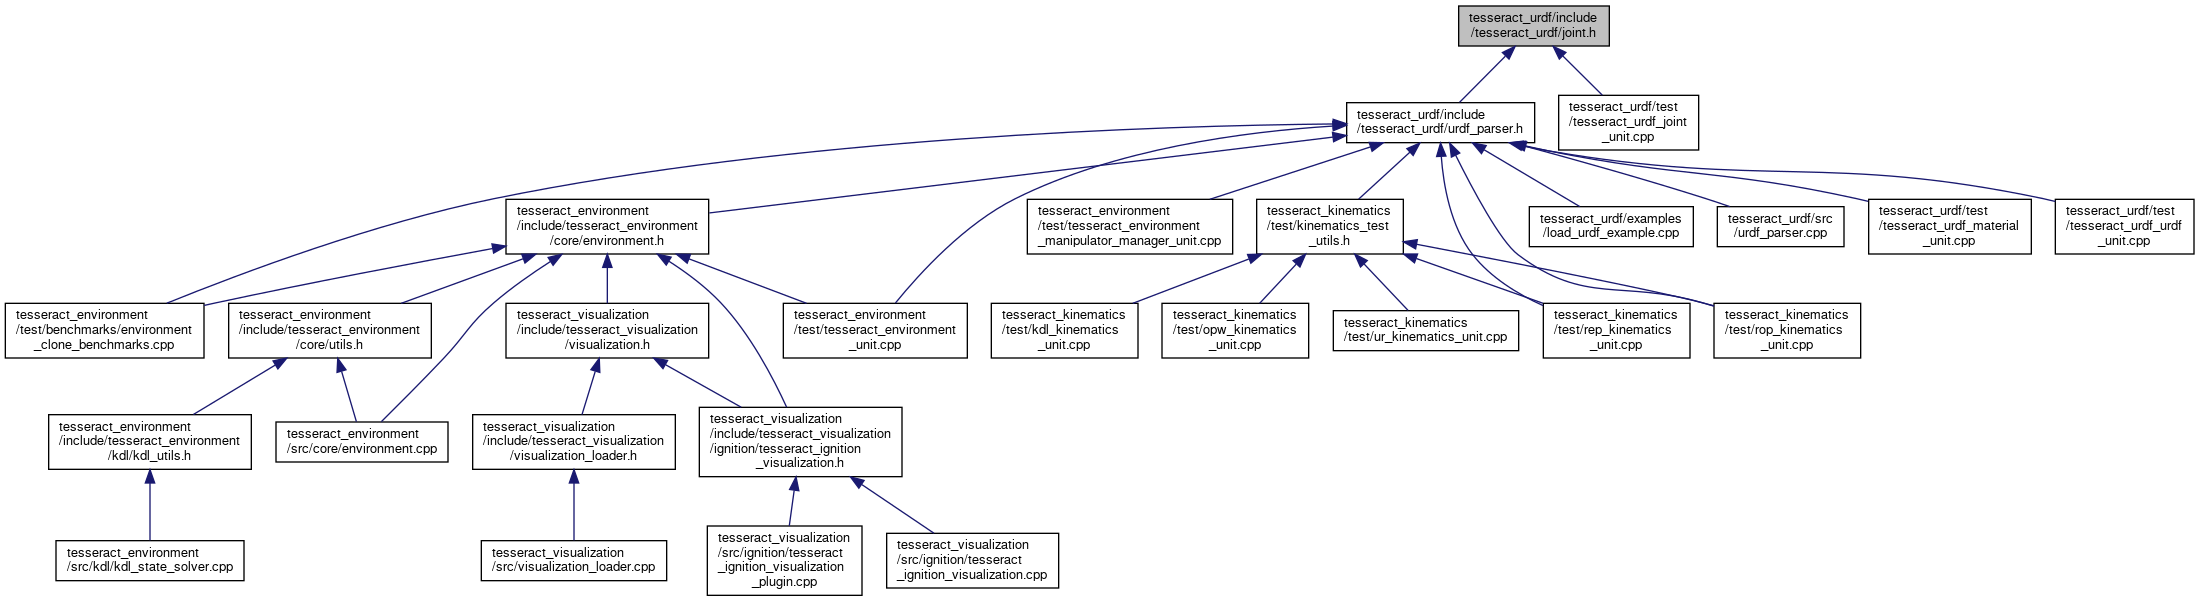 tesseract_urdf/include
/tesseract_urdf/joint.h
tesseract_urdf/include
/tesseract_urdf/urdf_parser.h
tesseract_urdf/test
/tesseract_urdf_joint
_unit.cpp
tesseract_environment
/include/tesseract_environment
/core/environment.h
tesseract_environment
/test/tesseract_environment
_manipulator_manager_unit.cpp
tesseract_kinematics
/test/kinematics_test
_utils.h
tesseract_urdf/examples
/load_urdf_example.cpp
tesseract_urdf/src
/urdf_parser.cpp
tesseract_urdf/test
/tesseract_urdf_material
_unit.cpp
tesseract_urdf/test
/tesseract_urdf_urdf
_unit.cpp
tesseract_environment
/test/benchmarks/environment
_clone_benchmarks.cpp
tesseract_environment
/include/tesseract_environment
/core/utils.h
tesseract_visualization
/include/tesseract_visualization
/visualization.h
tesseract_environment
/test/tesseract_environment
_unit.cpp
tesseract_kinematics
/test/kdl_kinematics
_unit.cpp
tesseract_kinematics
/test/opw_kinematics
_unit.cpp
tesseract_kinematics
/test/ur_kinematics_unit.cpp
tesseract_kinematics
/test/rep_kinematics
_unit.cpp
tesseract_kinematics
/test/rop_kinematics
_unit.cpp
tesseract_environment
/include/tesseract_environment
/kdl/kdl_utils.h
tesseract_environment
/src/core/environment.cpp
tesseract_visualization
/include/tesseract_visualization
/visualization_loader.h
tesseract_visualization
/include/tesseract_visualization
/ignition/tesseract_ignition
_visualization.h
tesseract_environment
/src/kdl/kdl_state_solver.cpp
tesseract_visualization
/src/visualization_loader.cpp
tesseract_visualization
/src/ignition/tesseract
_ignition_visualization
_plugin.cpp
tesseract_visualization
/src/ignition/tesseract
_ignition_visualization.cpp